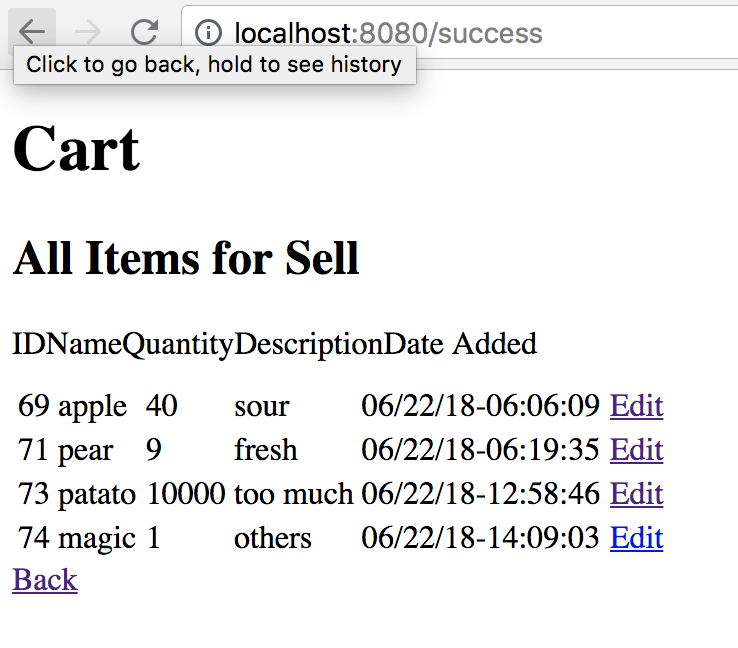 localhost:8080/success
Click to go back, hold to see history
Cart
All Items for Sell
IDNameQuantityDescriptionDate Added
69 apple 40 sour 06/22/18-06:06:09 Edit
71 pear 9 fresh 06/22/18-06:19:35 Edit
73 patato 10000 too much 06/22/18-12:58:46 Edit
74 magic 1 others 06/22/18-14:09:03 Edit
Back